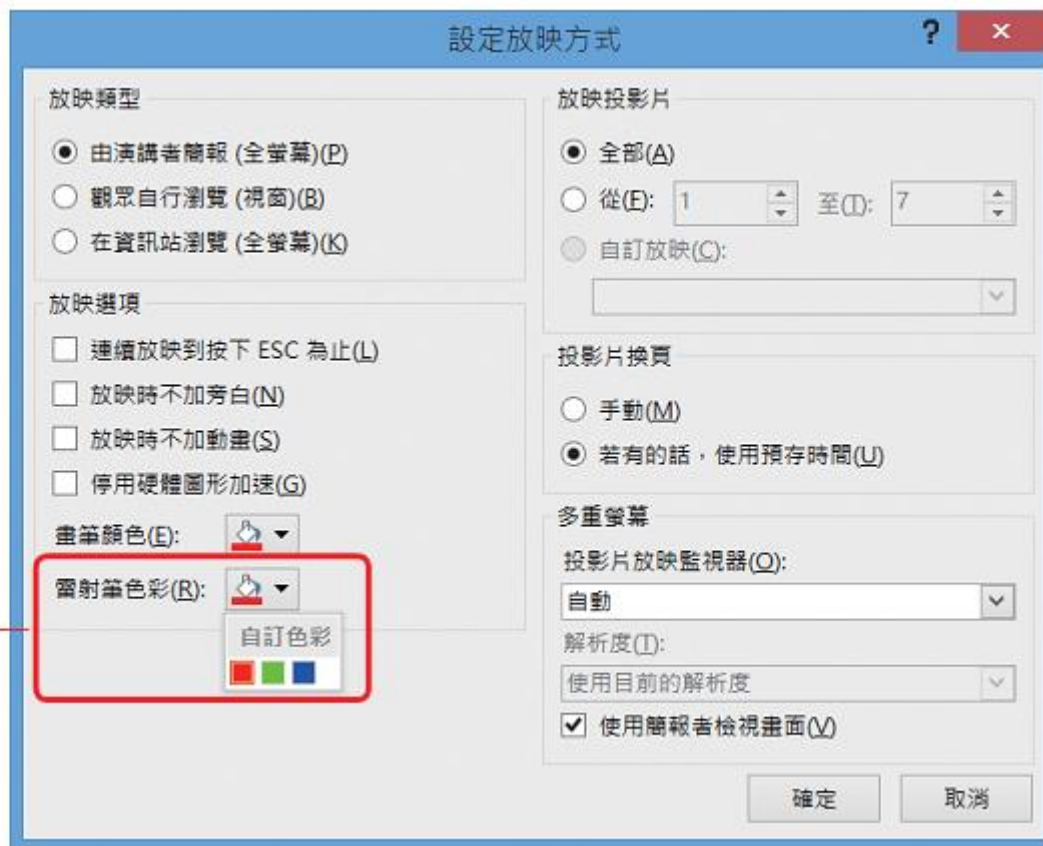 設定放映方式
?
放映類型
由演講者簡報 (全螢幕)(P)
觀眾自行瀏覽 (視窗)(B)
在資訊站瀏覽 (全螢幕)(K)
放映選項
連續放映到按下 ESC 為止(L)
放映時不加旁白(N)
放映時不加動畫(S)
停用硬體圖形加速(G)
畫筆顏色(E):
雷射筆色彩(R):
自訂色彩
放映投影片
全部(A)
從(F): 1 至(T): 7
自訂放映(C):
投影片換頁
手動(M)
若有的話，使用預存時間(U)
多重螢幕
投影片放映監視器(O):
自動
解析度(T):
使用目前的解析度
使用簡報者檢視畫面(V)
確定 取消